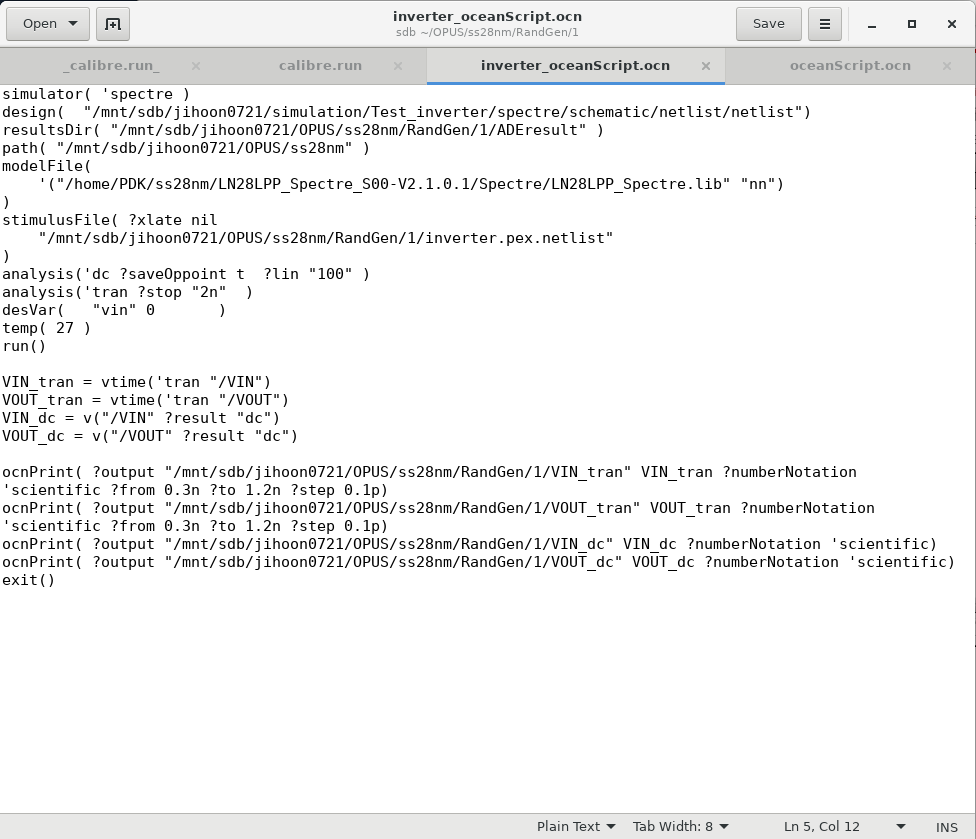 Open
inverter_oceanScript.ocn
sdb ~/OPUS/ss28nm/RandGen/1
Save
_calibre.run_
calibre.run
inverter_oceanScript.ocn
oceanScript.ocn
simulator( 'spectre )
design(  "/mnt/sdb/jihoon0721/simulation/Test_inverter/spectre/schematic/netlist/netlist")
resultsDir( "/mnt/sdb/jihoon0721/OPUS/ss28nm/RandGen/1/ADEresult" )
path( "/mnt/sdb/jihoon0721/OPUS/ss28nm" )
modelFile(
    '("/home/PDK/ss28nm/LN28LPP_Spectre_S00-V2.1.0.1/Spectre/LN28LPP_Spectre.lib" "nn")
)
stimulusFile( ?xlate nil
    "/mnt/sdb/jihoon0721/OPUS/ss28nm/RandGen/1/inverter.pex.netlist"
)
analysis('dc ?saveOppoint t  ?lin "100" )
analysis('tran ?stop "2n"  )
desVar(   "vin" 0       )
temp( 27 )
run()
VIN_tran = vtime('tran "/VIN")
VOUT_tran = vtime('tran "/VOUT")
VIN_dc = v("/VIN" ?result "dc")
VOUT_dc = v("/VOUT" ?result "dc")
ocnPrint( ?output "/mnt/sdb/jihoon0721/OPUS/ss28nm/RandGen/1/VIN_tran" VIN_tran ?numberNotation
'scientific ?from 0.3n ?to 1.2n ?step 0.1p)
ocnPrint( ?output "/mnt/sdb/jihoon0721/OPUS/ss28nm/RandGen/1/VOUT_tran" VOUT_tran ?numberNotation
'scientific ?from 0.3n ?to 1.2n ?step 0.1p)
ocnPrint( ?output "/mnt/sdb/jihoon0721/OPUS/ss28nm/RandGen/1/VIN_dc" VIN_dc ?numberNotation 'scientific)
ocnPrint( ?output "/mnt/sdb/jihoon0721/OPUS/ss28nm/RandGen/1/VOUT_dc" VOUT_dc ?numberNotation 'scientific)
exit()
Plain Text
Tab Width: 8
Ln 5, Col 12
INS